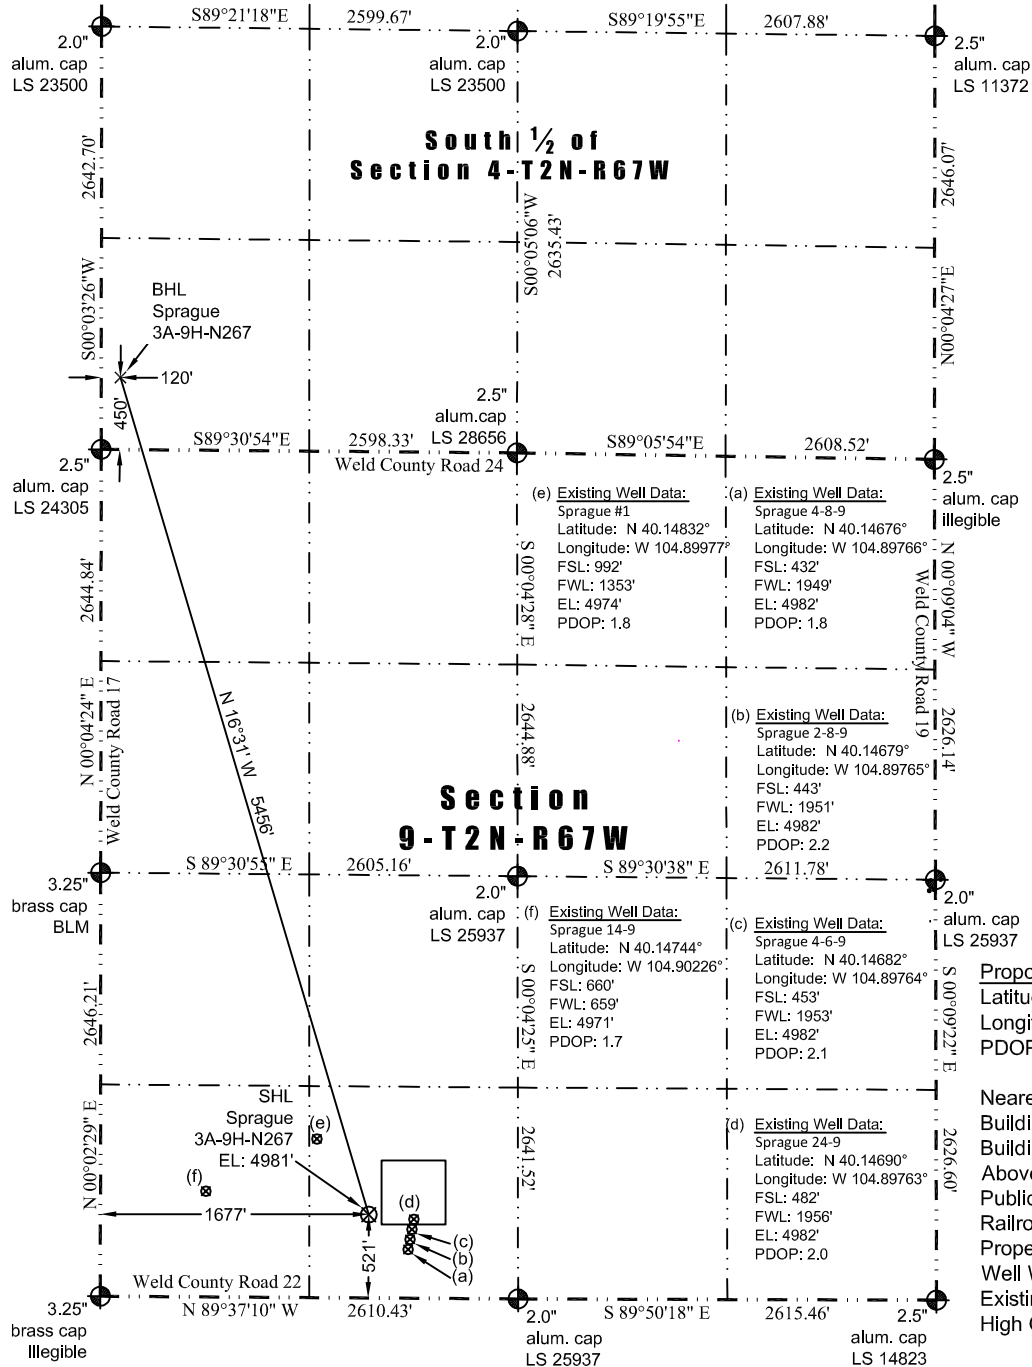 S89°21'18"E
2599.67'
S89°19'55"E
2607.88'
2.0"
alum. cap
LS 23500
2.0"
alum. cap
LS 23500
2.5"
alum. cap
LS 11372
South ½ of
Section 4-T2N-R67W
2642.70'
S00°03'26"W
S00°05'06"W
2635.43'
2646.07'
N00°04'27"E
BHL
Sprague
3A-9H-N267
120'
450'
2.5"
alum.cap
LS 28656
S89°30'54"E
2598.33'
S89°05'54"E
2608.52'
Weld County Road 24
2.5"
alum. cap
LS 24305
2.5"
alum. cap
illegible
(e) Existing Well Data:
Sprague #1
Latitude: N 40.14832°
Longitude: W 104.89977°
FSL: 992'
FWL: 1353'
EL: 4974'
PDOP: 1.8
(a) Existing Well Data:
Sprague 4-8-9
Latitude: N 40.14676°
Longitude: W 104.89766°
FSL: 432'
FWL: 1949'
EL: 4982'
PDOP: 1.8
2644.84'
N 00°04'24" E
Weld County Road 17
S 00°04'28" E
2644.88'
N 00°09'04" W
Weld County Road 19
2626.14'
N 16°31' W 5456'
(b) Existing Well Data:
Sprague 2-8-9
Latitude: N 40.14679°
Longitude: W 104.89765°
FSL: 443'
FWL: 1951'
EL: 4982'
PDOP: 2.2
Section
9-T2N-R67W
S 89°30'55" E
2605.16'
S 89°30'38" E
2611.78'
3.25"
brass cap
BLM
2.0"
alum. cap
LS 25937
2.0"
alum. cap
LS 25937
(f) Existing Well Data:
Sprague 14-9
Latitude: N 40.14744°
Longitude: W 104.90226°
FSL: 660'
FWL: 659'
EL: 4971'
PDOP: 1.7
(c) Existing Well Data:
Sprague 4-6-9
Latitude: N 40.14682°
Longitude: W 104.89764°
FSL: 453'
FWL: 1953'
EL: 4982'
PDOP: 2.1
2646.21'
N 00°02'29" E
S 00°04'25" E
2641.52'
S 00°09'22" E
2626.60'
Propo
Latitu
Longi
PDOP
Neare
Buildi
Buildi
Above
Public
Railro
Prope
Well W
Existin
High C
SHL
Sprague
3A-9H-N267
EL: 4981'
(e)
(f)
(d)
(c)
(b)
(a)
1677'
521'
(d) Existing Well Data:
Sprague 24-9
Latitude: N 40.14690°
Longitude: W 104.89763°
FSL: 482'
FWL: 1956'
EL: 4982'
PDOP: 2.0
Weld County Road 22
N 89°37'10" W
2610.43'
S 89°50'18" E
2615.46'
3.25"
brass cap
Illegible
2.0"
alum. cap
LS 25937
2.5"
alum. cap
LS 14823